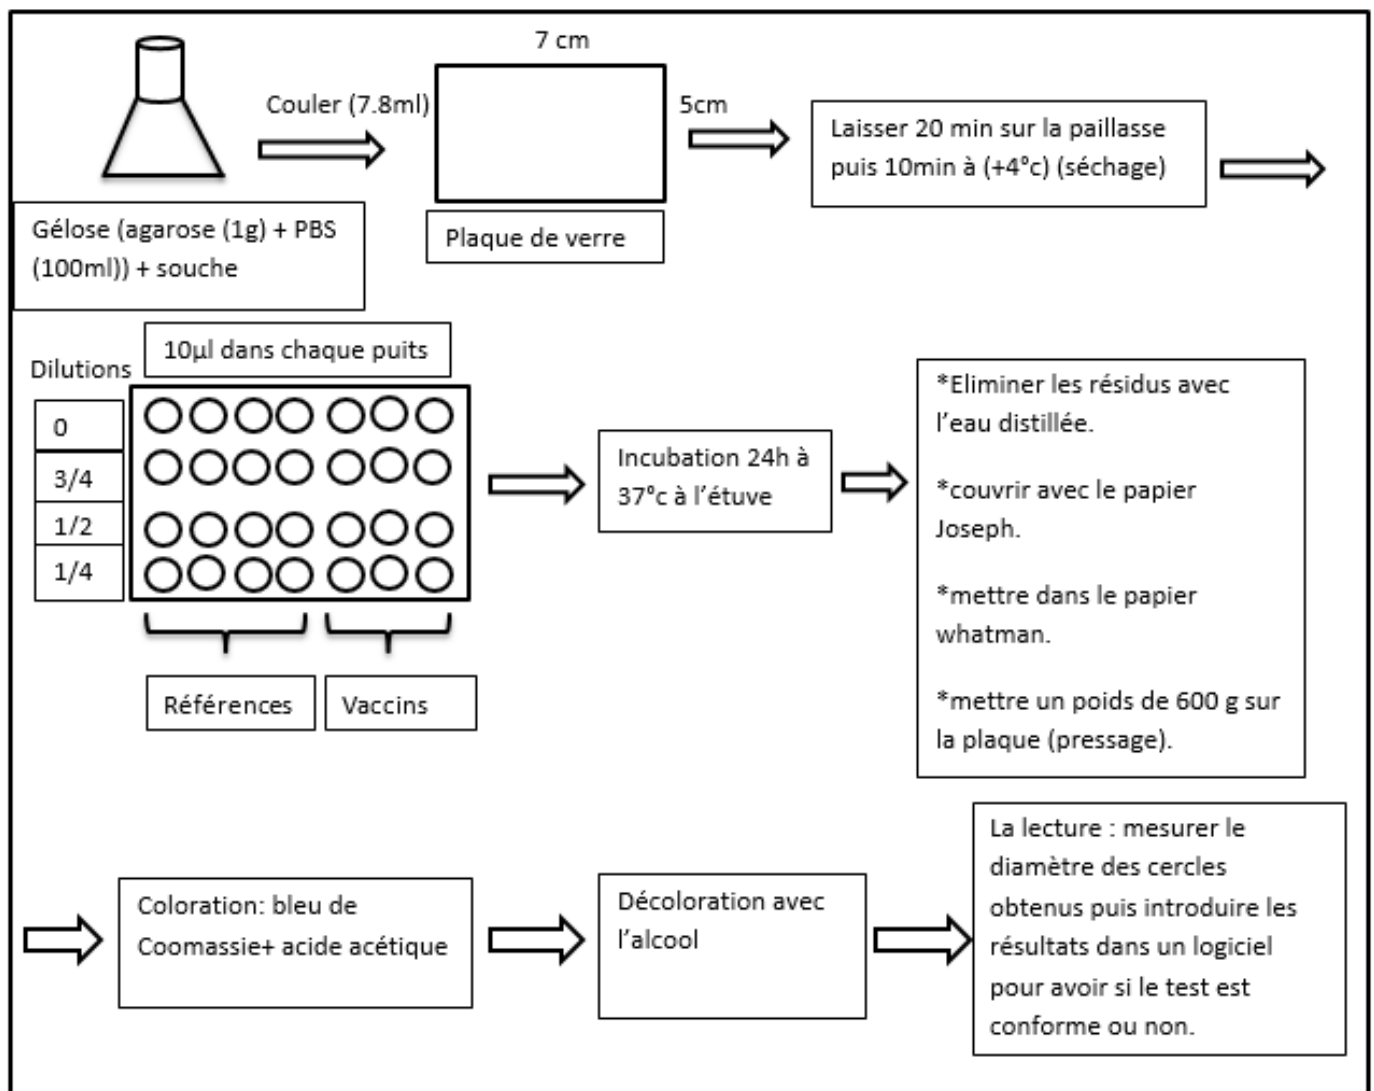 7 cm
Couler (7.8ml)
5cm
Laisser 20 min sur la paillasse
puis 10min à (+4°c) (séchage)
Gélose (agarose (1g) + PBS
(100ml)) + souche
Plaque de verre
10µl dans chaque puits
Dilutions
0
3/4
1/2
1/4
Références
Vaccins
Incubation 24h à
37°c à l’étuve
*Eliminer les résidus avec
l’eau distillée.
*couvrir avec le papier
Joseph.
*mettre dans le papier
whatman.
*mettre un poids de 600 g sur
la plaque (pressage).
Coloration: bleu de
Coomassie+ acide acétique
Décoloration avec
l’alcool
La lecture : mesurer le
diamètre des cercles
obtenus puis introduire les
résultats dans un logiciel
pour avoir si le test est
conforme ou non.